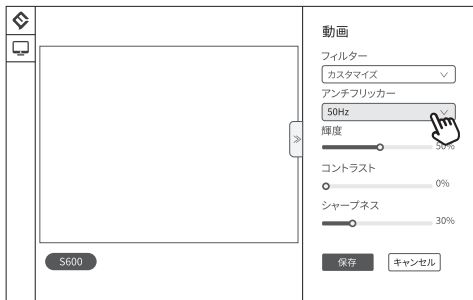 動画
フィルター
カスタマイズ
アンチフリッカー
50Hz
輝度
50%
コントラスト
0%
シャープネス
30%
S600
保存 キャンセル